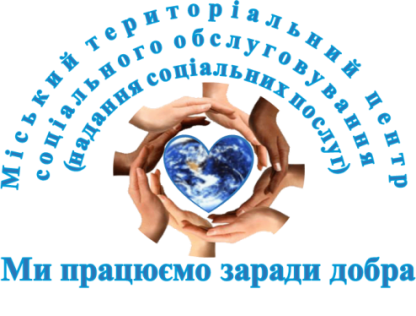 Міський територіальний центр
соціального обслуговування
(надання соціальних послуг)
Ми працюємо заради добра